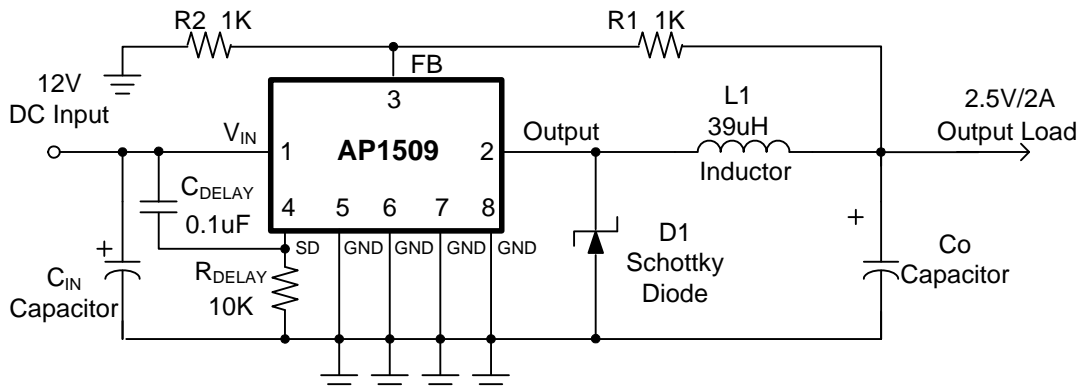 R2 1K
R1 1K
FB
12V
DC Input
3
L1
39uH
Inductor
2.5V/2A
Output Load
VIN
1
AP1509
2
Output
CDELAY
0.1uF
4
5
6
7
8
SD
GND
GND
GND
GND
+
CIN
Capacitor
RDELAY
10K
D1
Schottky
Diode
+
Co
Capacitor